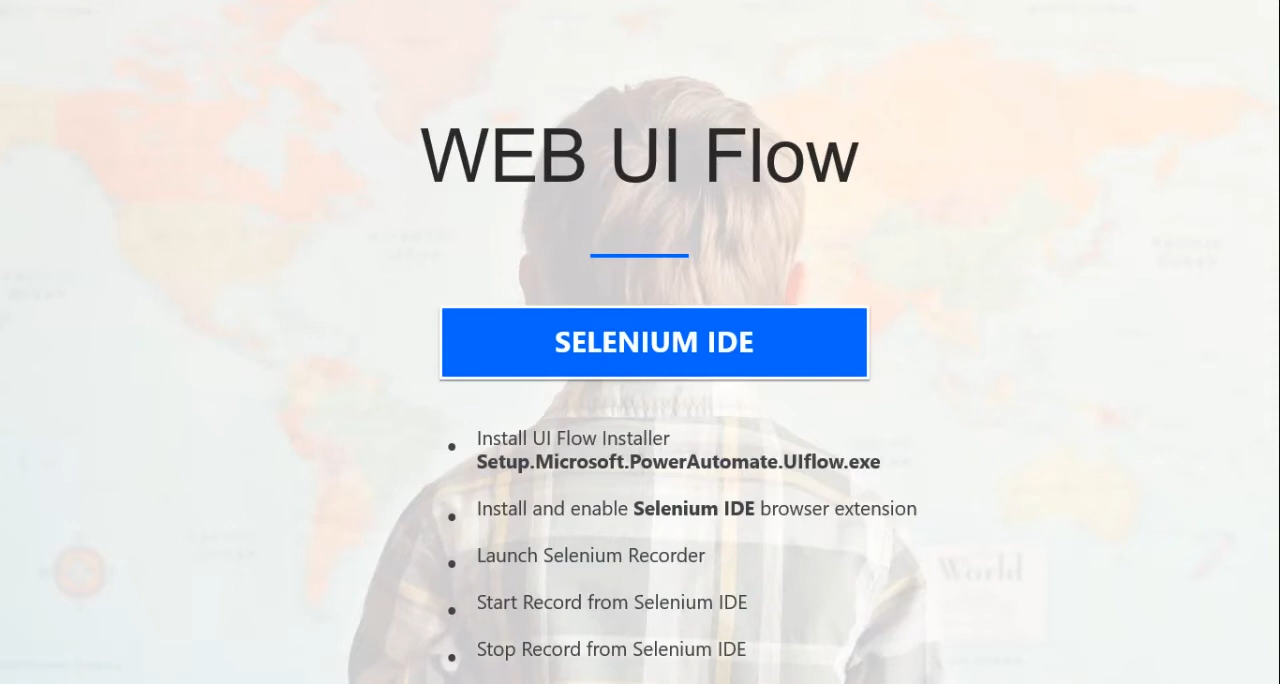 WEB UI Flow
SELENIUM IDE
• Install UI Flow Installer
Setup.Microsoft.PowerAutomate.UIflow.exe
• Install and enable Selenium IDE browser extension
• Launch Selenium Recorder
• Start Record from Selenium IDE
• Stop Record from Selenium IDE
World